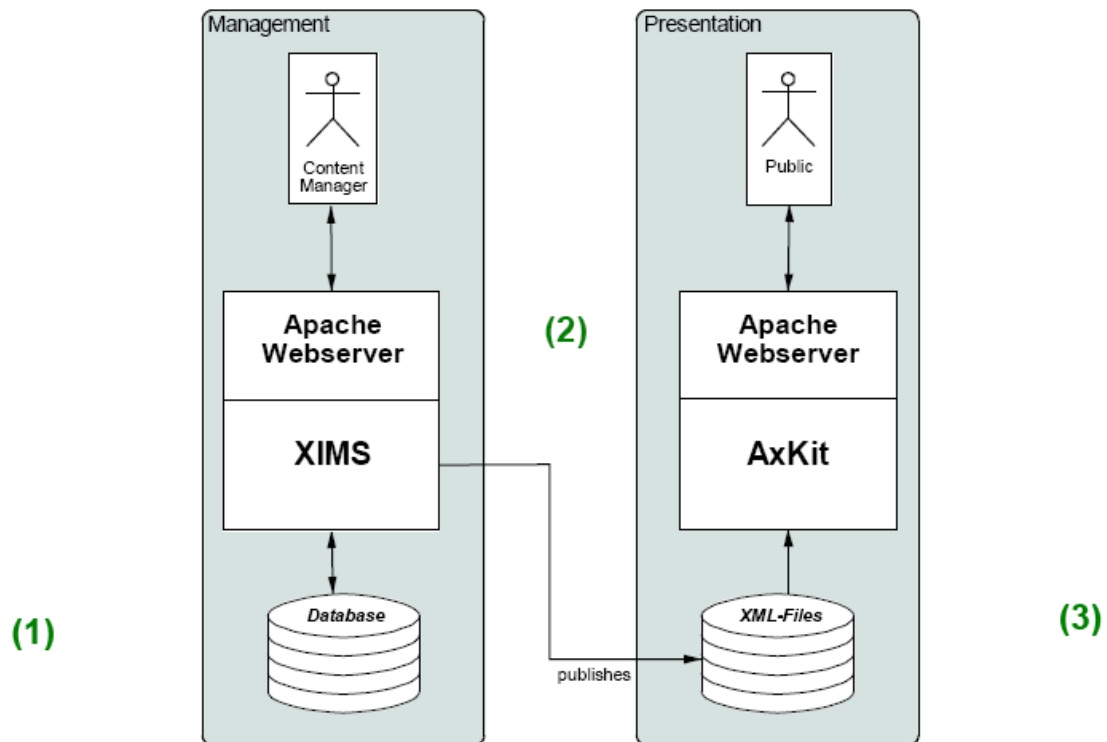 Management
Content
Manager
Apache
Webserver
XIMS
Database
(1)
(2)
publishes
Presentation
Public
Apache
Webserver
AxKit
XML-Files
(3)